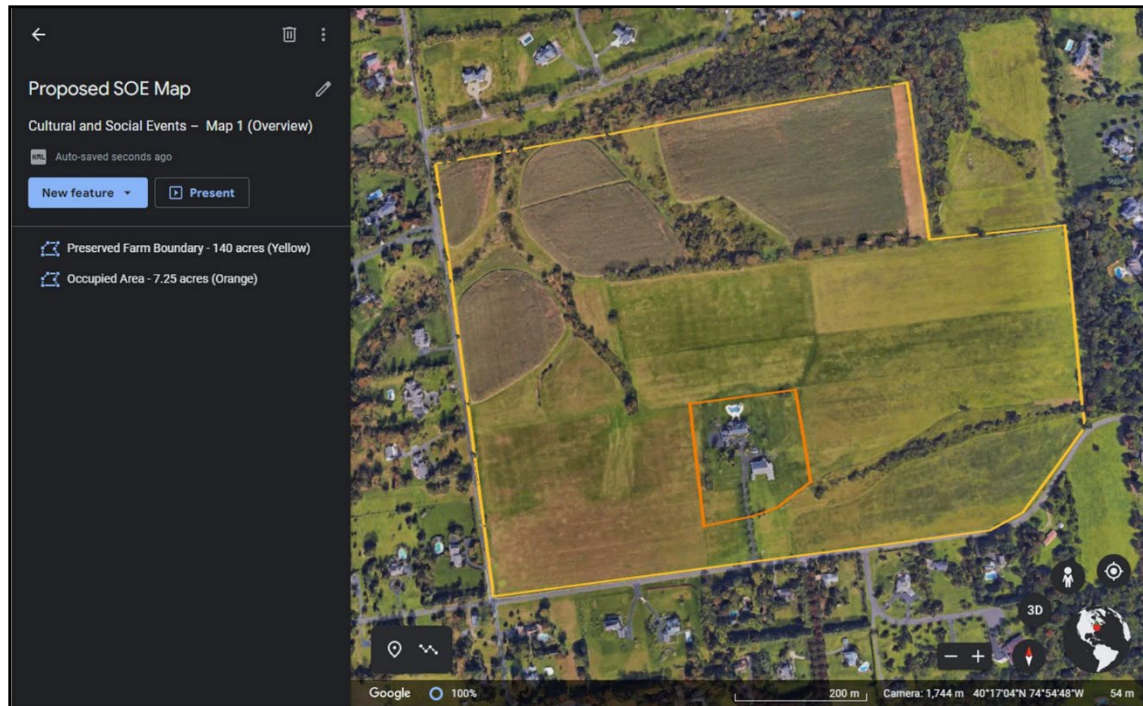 Proposed SOE Map
Cultural and Social Events – Map 1 (Overview)
KML Auto-saved seconds ago
New feature
Present
Preserved Farm Boundary - 140 acres (Yellow)
Occupied Area - 7.25 acres (Orange)
3D
Google 100% 200 m Camera: 1,744 m 40°17'04"N 74°54'48"W 54 m